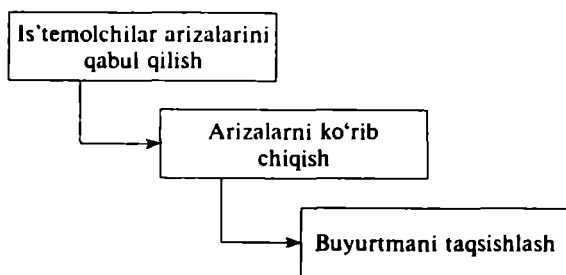 Is'temolchilar arizalarini
qabul qilish
Arizalarni ko‘rib
chiqish
Buyurtmani taqsishlash